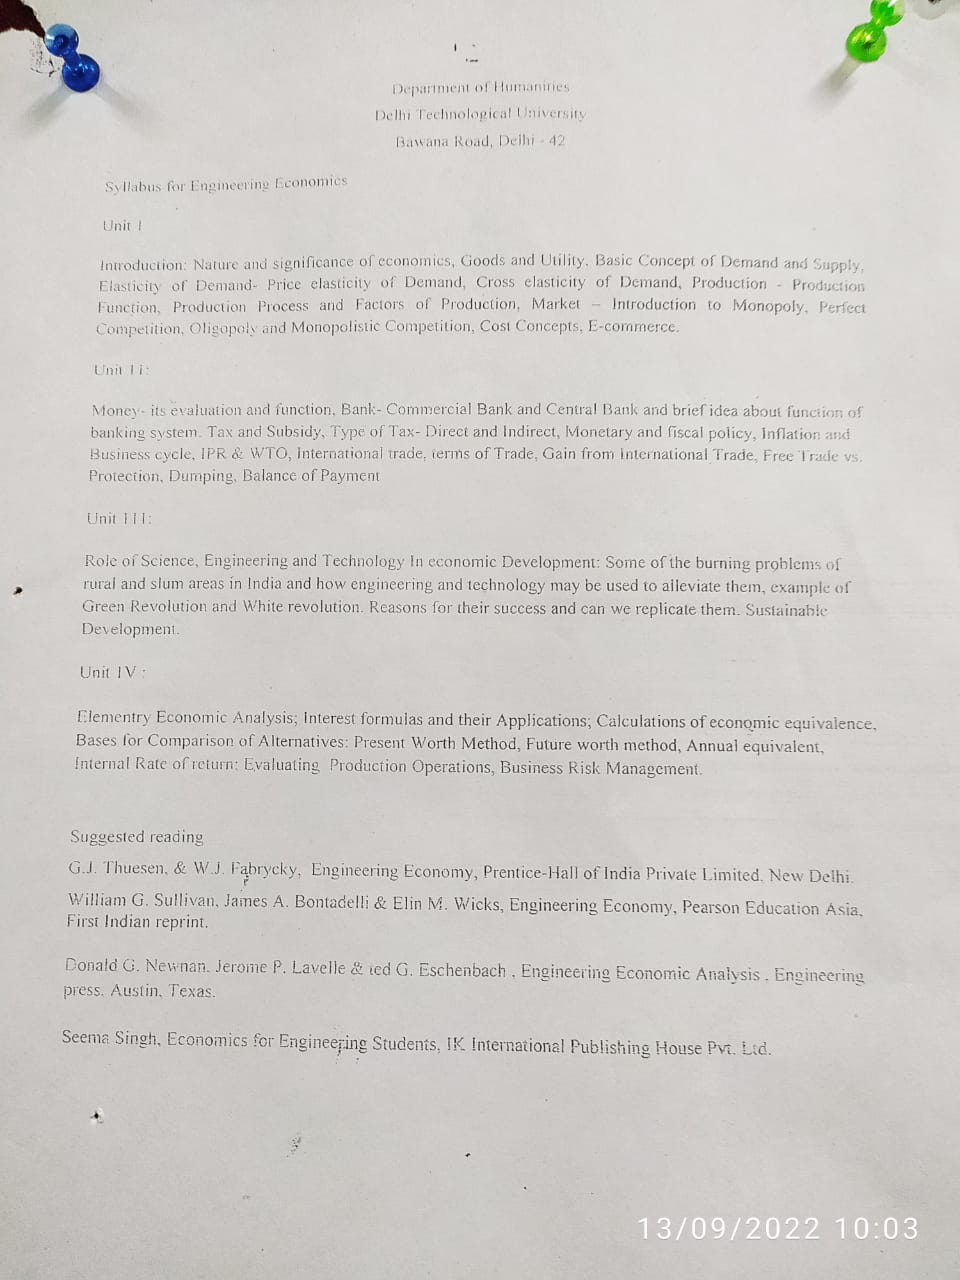 Department of Humanities
Delhi Technological University
Bawana Road, Delhi - 42
Syllabus for Engineering Economics
Unit I
Introduction: Nature and significance of economics, Goods and Utility, Basic Concept of Demand and Supply,
Elasticity of Demand- Price elasticity of Demand, Cross elasticity of Demand, Production - Production
Function, Production Process and Factors of Production, Market – Introduction to Monopoly, Perfect
Competition, Oligopoly and Monopolistic Competition, Cost Concepts, E-commerce.
Unit II:
Money- its evaluation and function, Bank- Commercial Bank and Central Bank and brief idea about function of
banking system. Tax and Subsidy, Type of Tax- Direct and Indirect, Monetary and fiscal policy, Inflation and
Business cycle, IPR & WTO, International trade, terms of Trade, Gain from International Trade, Free Trade vs.
Protection, Dumping, Balance of Payment
Unit III:
Role of Science, Engineering and Technology In economic Development: Some of the burning problems of
rural and slum areas in India and how engineering and technology may be used to alleviate them, example of
Green Revolution and White revolution. Reasons for their success and can we replicate them. Sustainable
Development.
Unit IV :
Elementry Economic Analysis; Interest formulas and their Applications; Calculations of economic equivalence,
Bases for Comparison of Alternatives: Present Worth Method, Future worth method, Annual equivalent,
Internal Rate of return; Evaluating Production Operations, Business Risk Management.
Suggested reading
G.J. Thuesen, & W.J. Fabrycky, Engineering Economy, Prentice-Hall of India Private Limited, New Delhi.
William G. Sullivan, James A. Bontadelli & Elin M. Wicks, Engineering Economy, Pearson Education Asia,
First Indian reprint.
Donald G. Newnan, Jerome P. Lavelle & ted G. Eschenbach , Engineering Economic Analysis , Engineering
press, Austin, Texas.
Seema Singh, Economics for Engineering Students, IK International Publishing House Pvt. Ltd.
13/09/2022 10:03